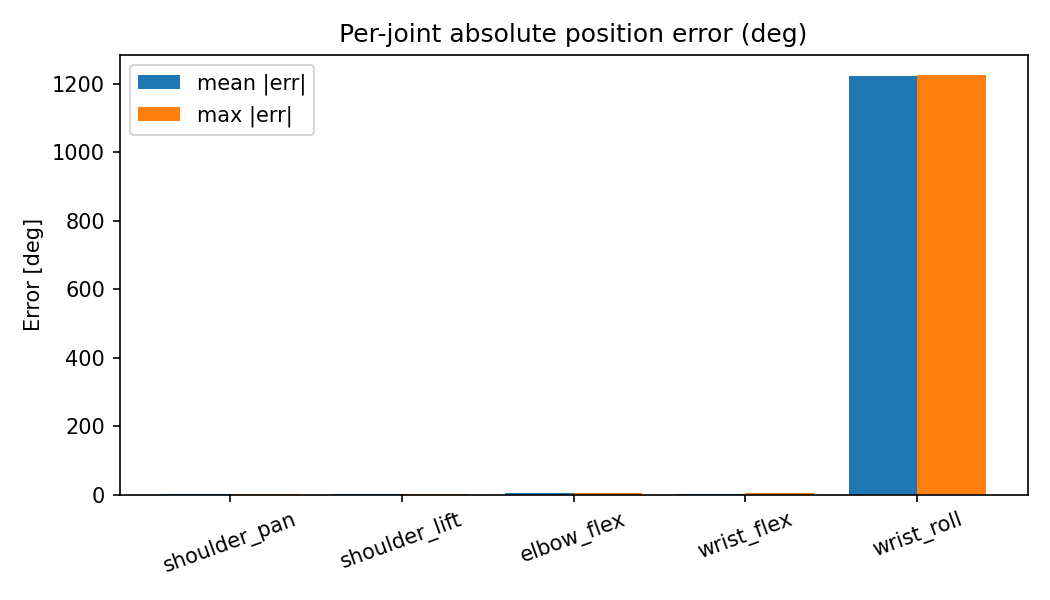 Per-joint absolute position error (deg)
mean |err|
max |err|
Error [deg]
1200
1000
800
600
400
200
0
shoulder_pan
shoulder_lift
elbow_flex
wrist_flex
wrist_roll